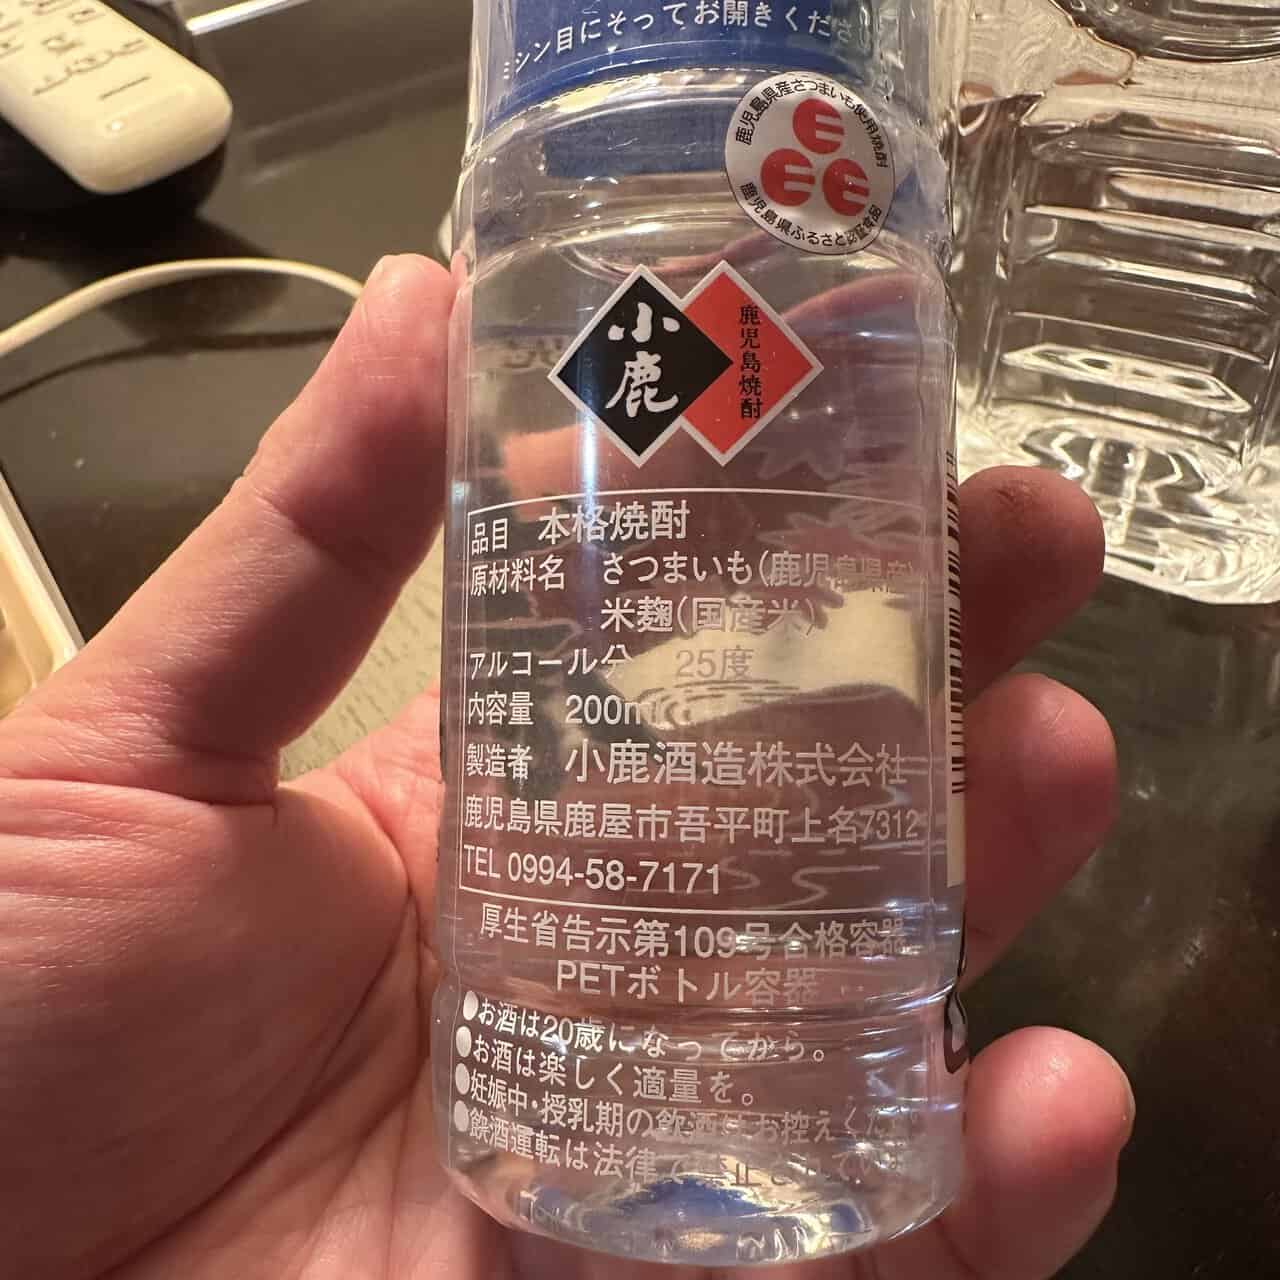 ミシン目にそってお開きくださ
鹿児島県産さつまいも使用焼酎
鹿児島県ふるさと認証食品
小鹿
鹿児島焼酎
品目 本格焼酎
原材料名 さつまいも(鹿児島県産)
米麹(国産米)
アルコール分 25度
内容量 200ml
製造者 小鹿酒造株式会社
鹿児島県鹿屋市吾平町上名7312
TEL 0994-58-7171
厚生省告示第109号合格容器
PETボトル容器
●お酒は20歳になってから。
●お酒は楽しく適量を。
●妊娠中・授乳期の飲酒はお控えくだ
●飲酒運転は法律で禁止されていま